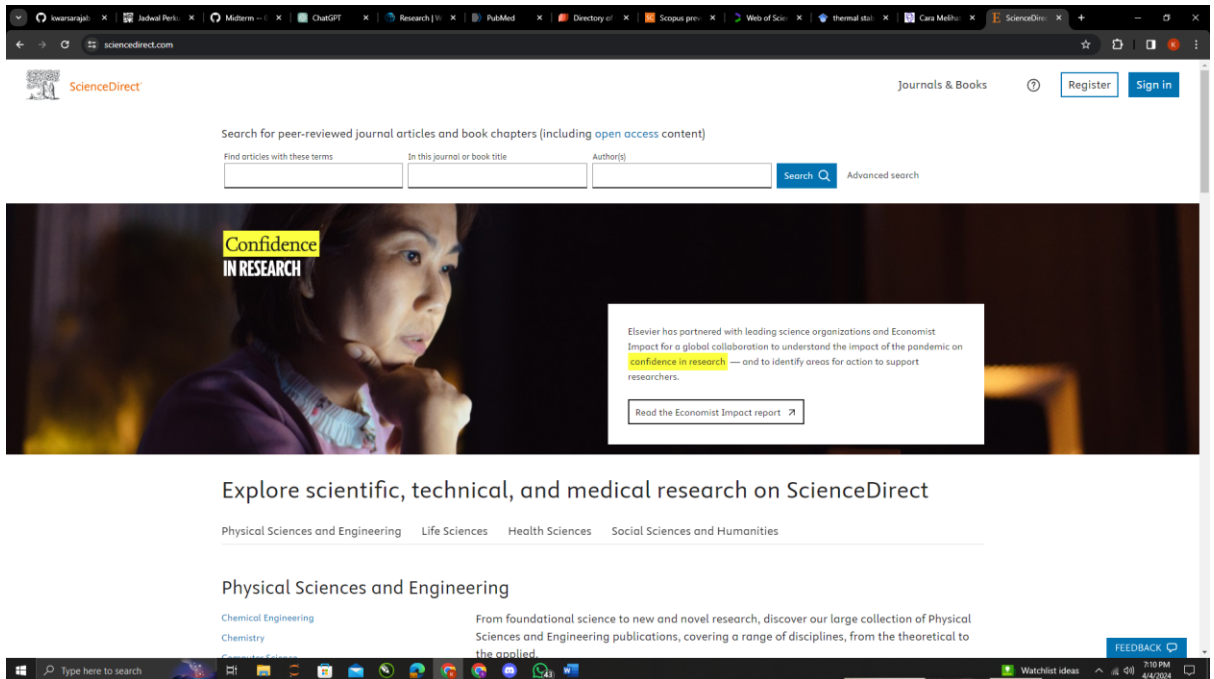 kwarsarajab
Jadwal Perku
Midterm
ChatGPT
Research | W
PubMed
Directory of
Scopus prev
Web of Scien
thermal stab
Cara Melihat
ScienceDirec
sciencedirect.com
K
ScienceDirect
Journals & Books
?
Register
Sign in
Search for peer-reviewed journal articles and book chapters (including open access content)
Find articles with these terms
In this journal or book title
Author(s)
Search
Advanced search
Confidence
IN RESEARCH
Elsevier has partnered with leading science organizations and Economist
Impact for a global collaboration to understand the impact of the pandemic on
confidence in research — and to identify areas for action to support
researchers.
Read the Economist Impact report
Explore scientific, technical, and medical research on ScienceDirect
Physical Sciences and Engineering Life Sciences Health Sciences Social Sciences and Humanities
Physical Sciences and Engineering
Chemical Engineering
Chemistry
Computer Science
From foundational science to new and novel research, discover our large collection of Physical
Sciences and Engineering publications, covering a range of disciplines, from the theoretical to
the applied.
FEEDBACK
Type here to search
43
Watchlist ideas
7:10 PM
4/4/2024